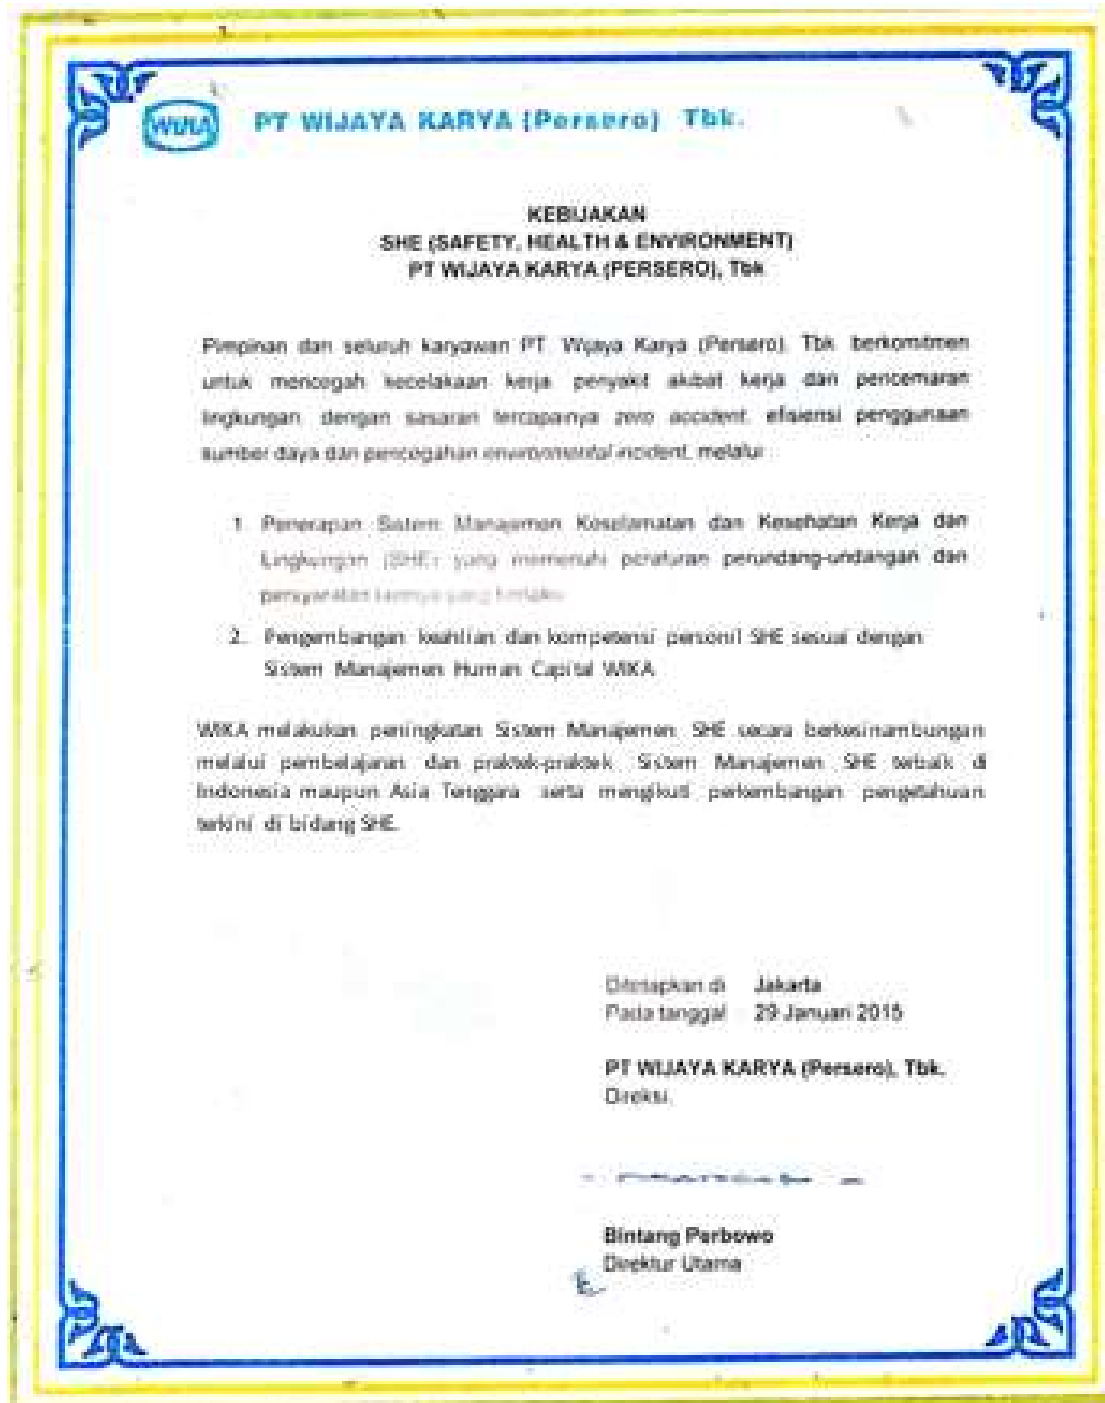 WIKA
PT WIJAYA KARYA (Persero) Tbk.
KEBIJAKAN
SHE (SAFETY, HEALTH & ENVIRONMENT)
PT WIJAYA KARYA (PERSERO), Tbk
Pimpinan dan seluruh karyawan PT. Wijaya Karya (Persero). Tbk berkomitmen
untuk mencegah kecelakaan kerja penyakit akibat kerja dan pencemaran
lingkungan dengan sasaran tercapainya zero accident, efisiensi penggunaan
sumber daya dan pencegahan environmental incident, melalui :
1. Penerapan Sistem Manajemen Keselamatan dan Kesehatan Kerja dan
Lingkungan (SHE) yang memenuhi peraturan perundang-undangan dan
persyaratan lainnya yang berlaku
2. Pengembangan keahlian dan kompetensi personil SHE sesuai dengan
Sistem Manajemen Human Capital WIKA
WIKA melakukan peningkatan Sistem Manajemen SHE secara berkesinambungan
melalui pembelajaran dan praktek-praktek Sistem Manajemen SHE terbaik di
Indonesia maupun Asia Tenggara serta mengikuti perkembangan pengetahuan
terkini di bidang SHE.
Ditetapkan di Jakarta
Pada tanggal 29 Januari 2015
PT WIJAYA KARYA (Persero), Tbk.
Direksi,
Bintang Perbowo
Direktur Utama